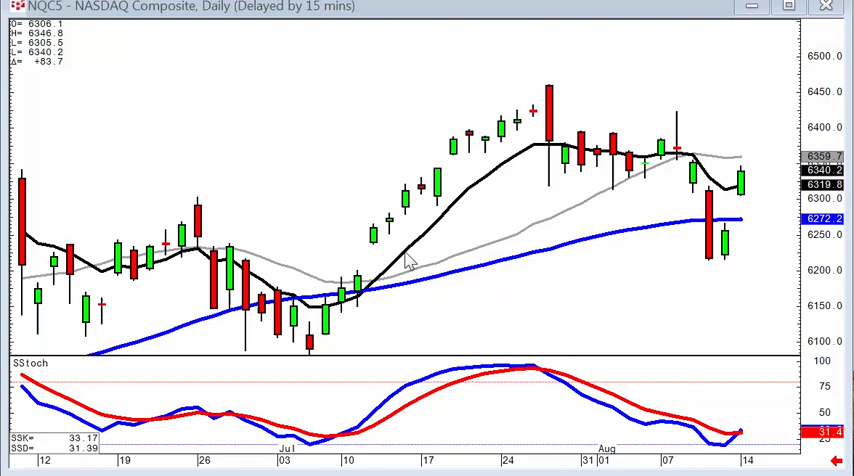 NQC5 - NASDAQ Composite, Daily (Delayed by 15 mins)
O= 6306.1
H= 6346.8
L= 6305.5
L= 6340.2
Δ= +83.7
6500.0
6450.0
6400.0
6359.7
6340.2
6319.8
6300.0
6272.2
6250.0
6200.0
6150.0
6100.0
SStoch
100
75
50
31.4
25
SSK= 33.17
SSD= 31.39
12 19 26 Jul 03 10 17 24 31 Aug 01 07 14